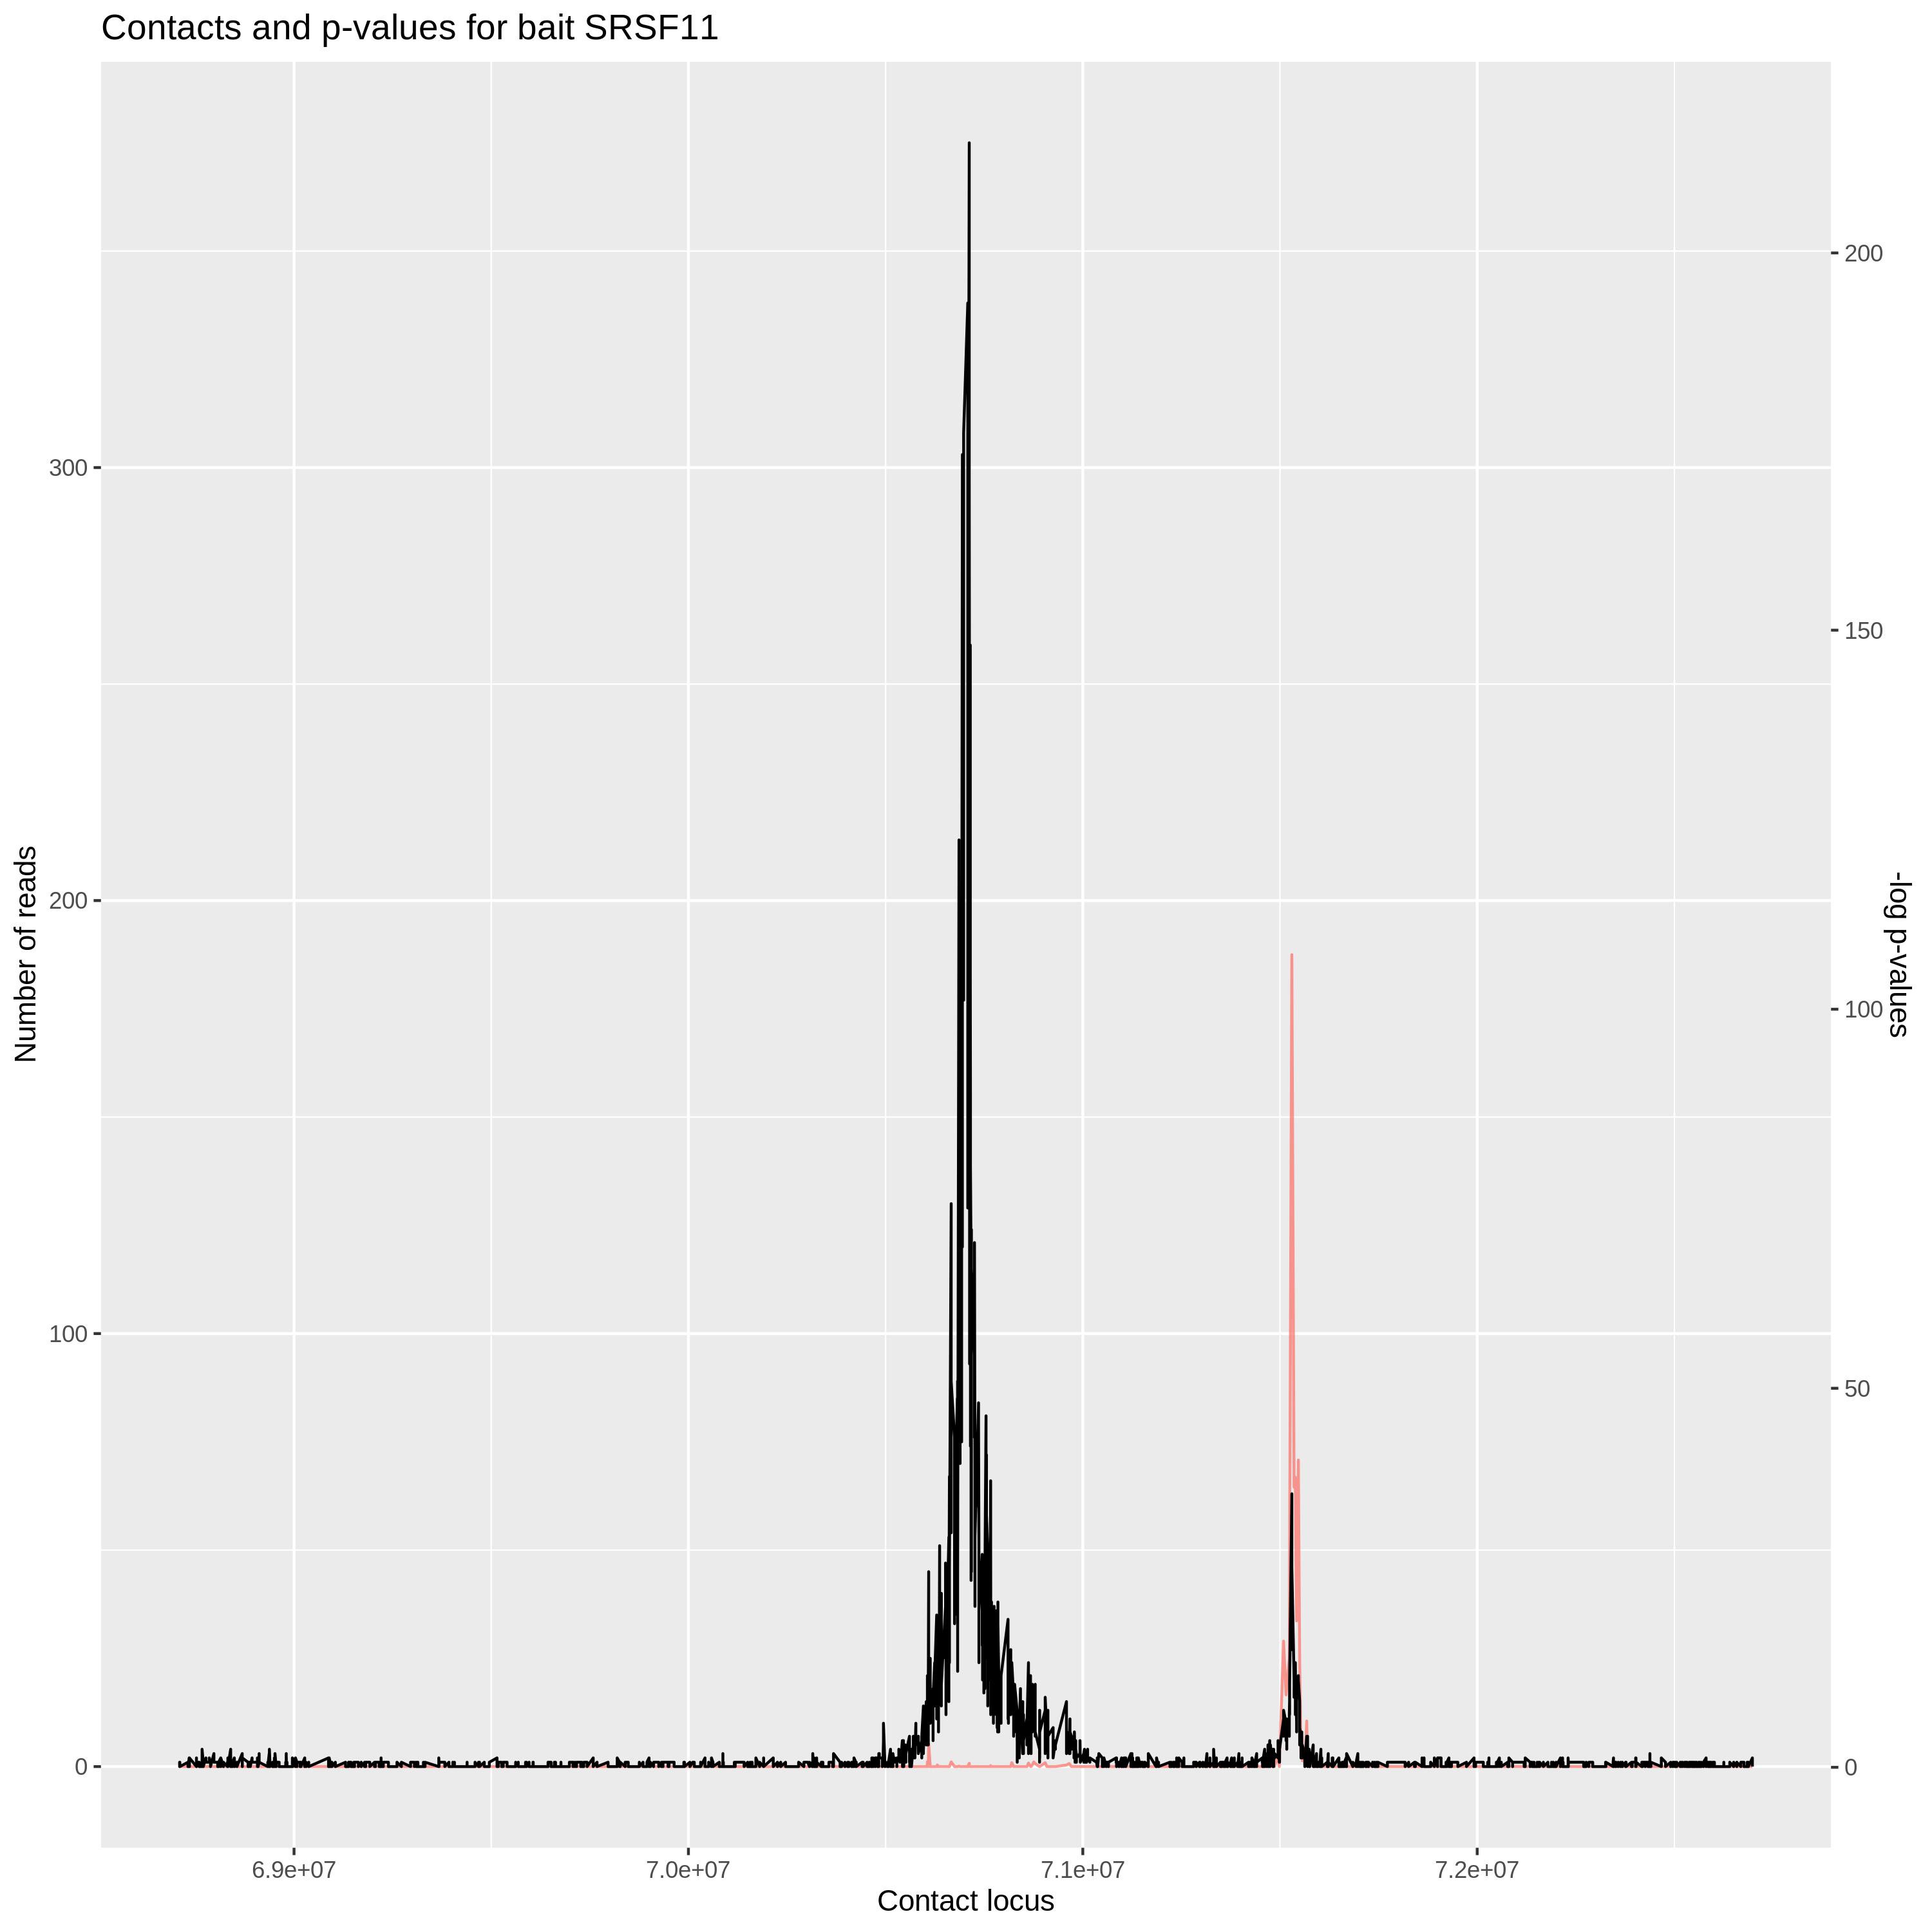 Contacts and p-values for bait SRSF11
300
200
100
0
Number of reads
200
150
100
50
0
-log p-values
6.9e+07 7.0e+07 7.1e+07 7.2e+07
Contact locus